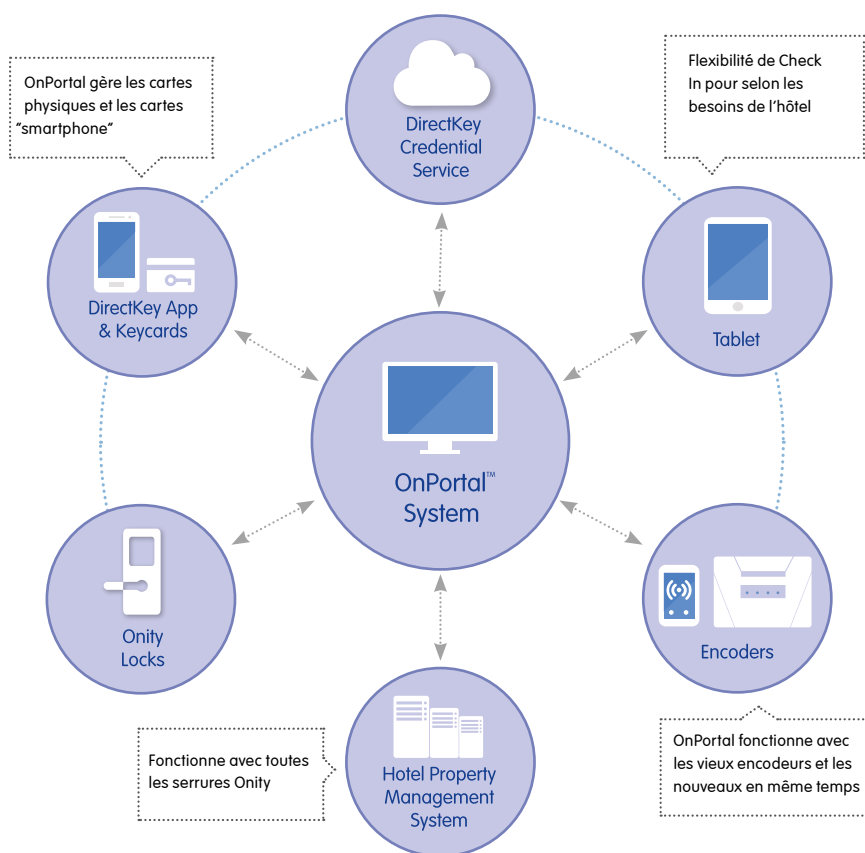 OnPortal gère les cartes
physiques et les cartes
“smartphone“
DirectKey
Credential
Service
Flexibilité de Check
In pour selon les
besoins de l’hôtel
DirectKey App
& Keycards
Tablet
OnPortal™
System
Onity
Locks
Encoders
Fonctionne avec toutes
les serrures Onity
Hotel Property
Management
System
OnPortal fonctionne avec
les vieux encodeurs et les
nouveaux en même temps